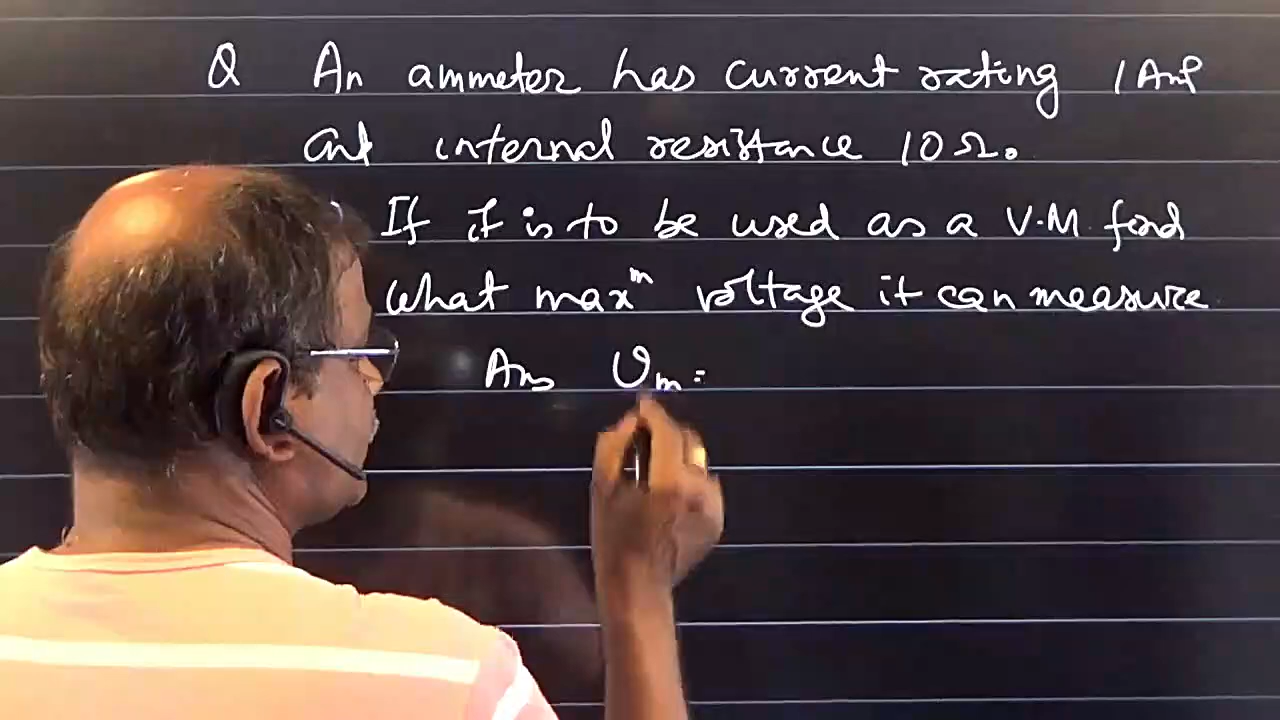 Q An ammeter has current rating 1 Amp
and internal resistance 10 Ω.
If it is to be used as a V.M. find
what maxᵐ voltage it can measure
Ans Vm =